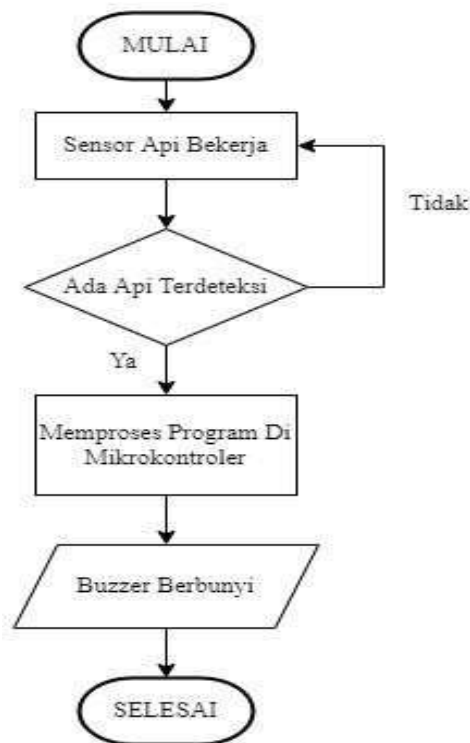 MULAI
Sensor Api Bekerja
Tidak
Ada Api Terdeteksi
Ya
Memproses Program Di
Mikrokontroler
Buzzer Berbunyi
SELESAI